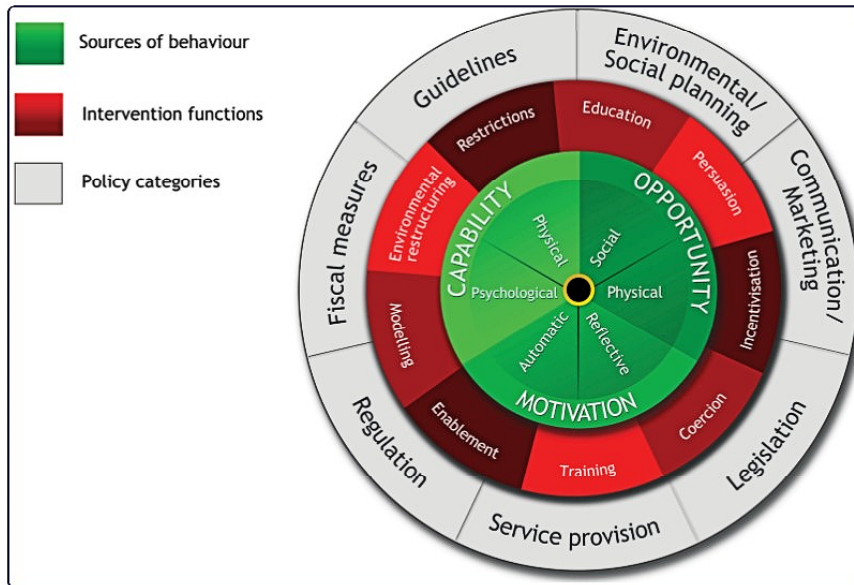 Sources of behaviour
Intervention functions
Policy categories
Guidelines
Environmental/
Social planning
Communication/
Marketing
Legislation
Service provision
Regulation
Fiscal measures
Restrictions
Education
Persuasion
Incentivisation
Coercion
Training
Enablement
Modelling
Environmental
restructuring
CAPABILITY
OPPORTUNITY
MOTIVATION
Physical
Social
Psychological
Physical
Automatic
Reflective